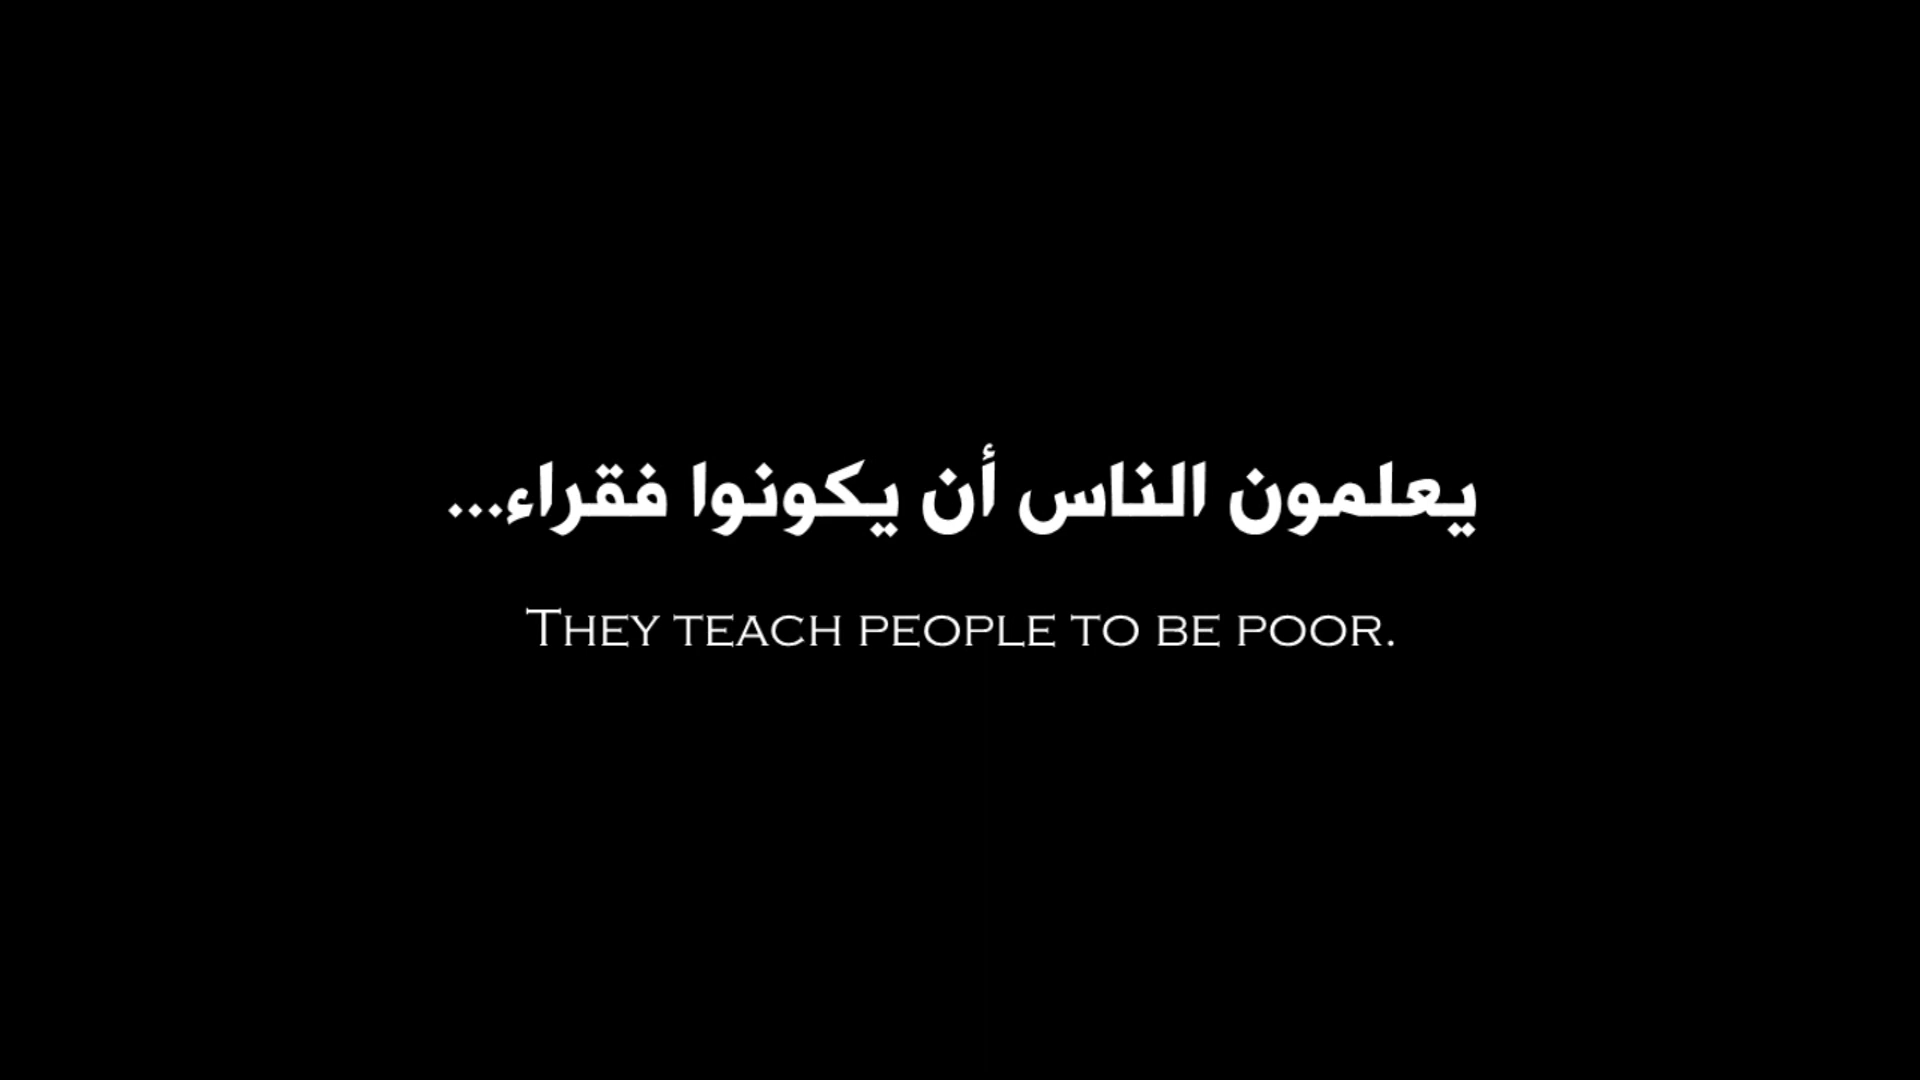 يعلمون الناس أن يكونوا فقراء...
They teach people to be poor.